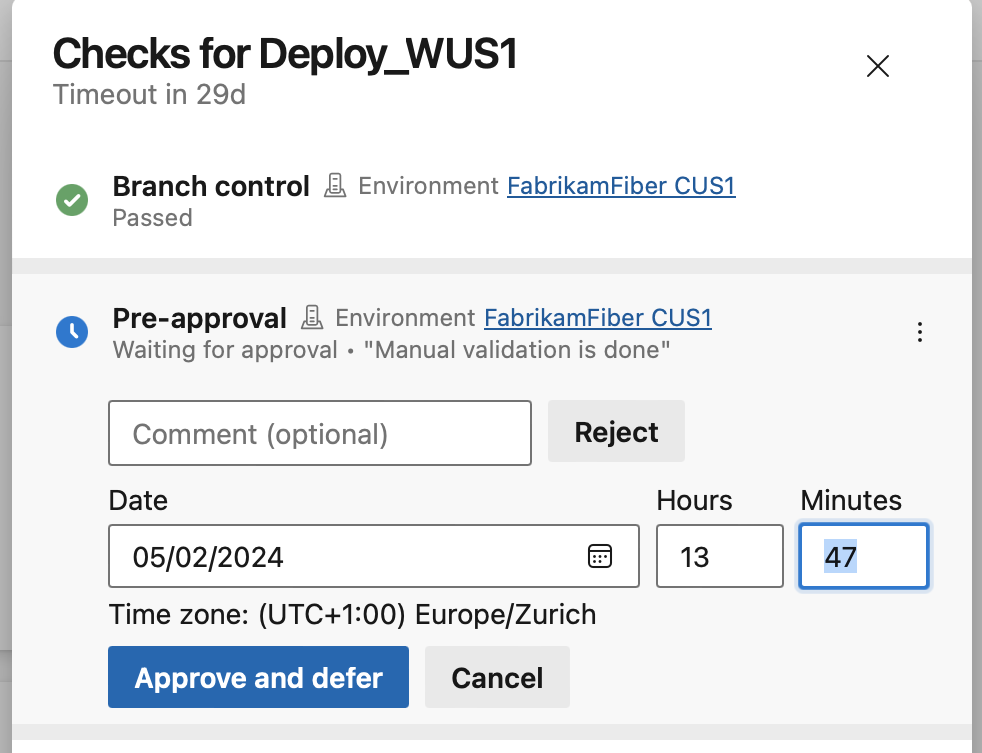 Checks for Deploy_WUS1
Timeout in 29d
Branch control Environment FabrikamFiber CUS1
Passed
Pre-approval Environment FabrikamFiber CUS1
Waiting for approval • "Manual validation is done"
Comment (optional) Reject
Date Hours Minutes
05/02/2024 13 47
Time zone: (UTC+1:00) Europe/Zurich
Approve and defer Cancel